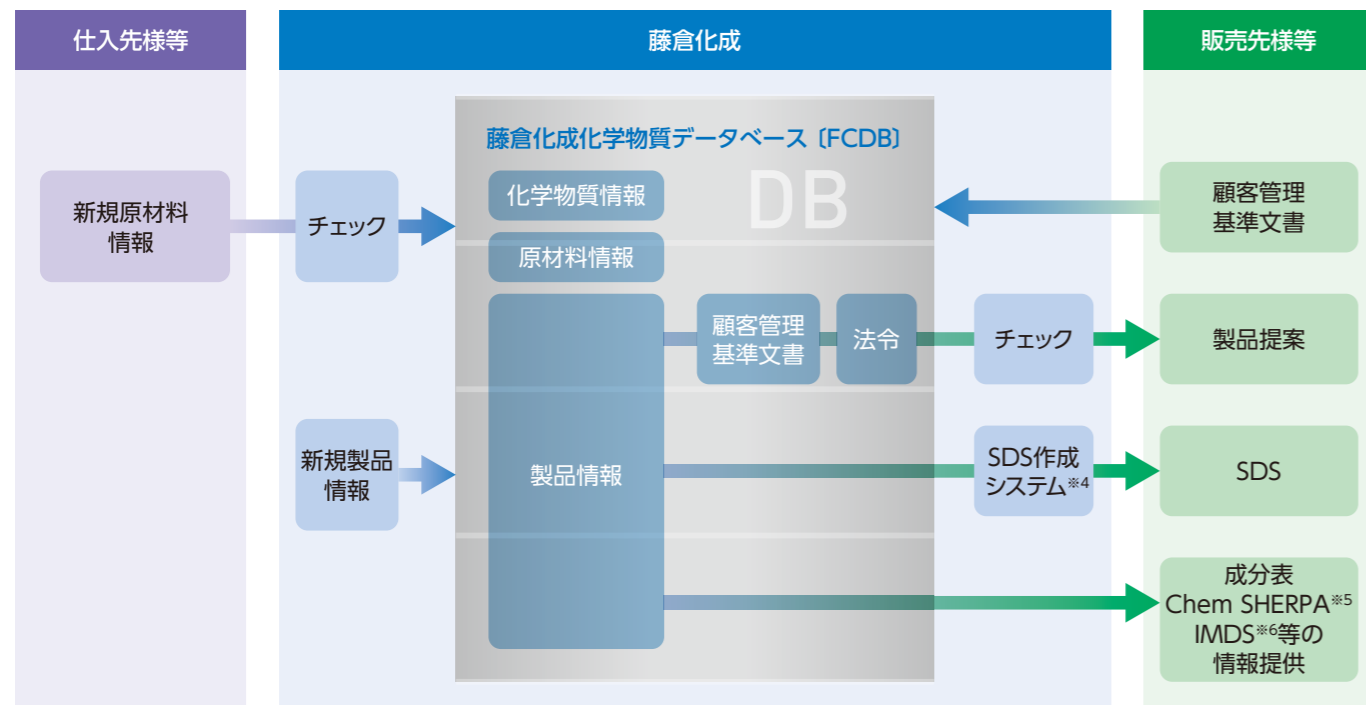 仕入先様等
藤倉化成
販売先様等
新規原材料
情報
チェック
藤倉化成化学物質データベース〔FCDB〕
DB
化学物質情報
原材料情報
顧客管理
基準文書
顧客管理
基準文書
法令
チェック
製品提案
新規製品
情報
製品情報
SDS作成
システム※4
SDS
成分表
Chem SHERPA※5
IMDS※6等の
情報提供